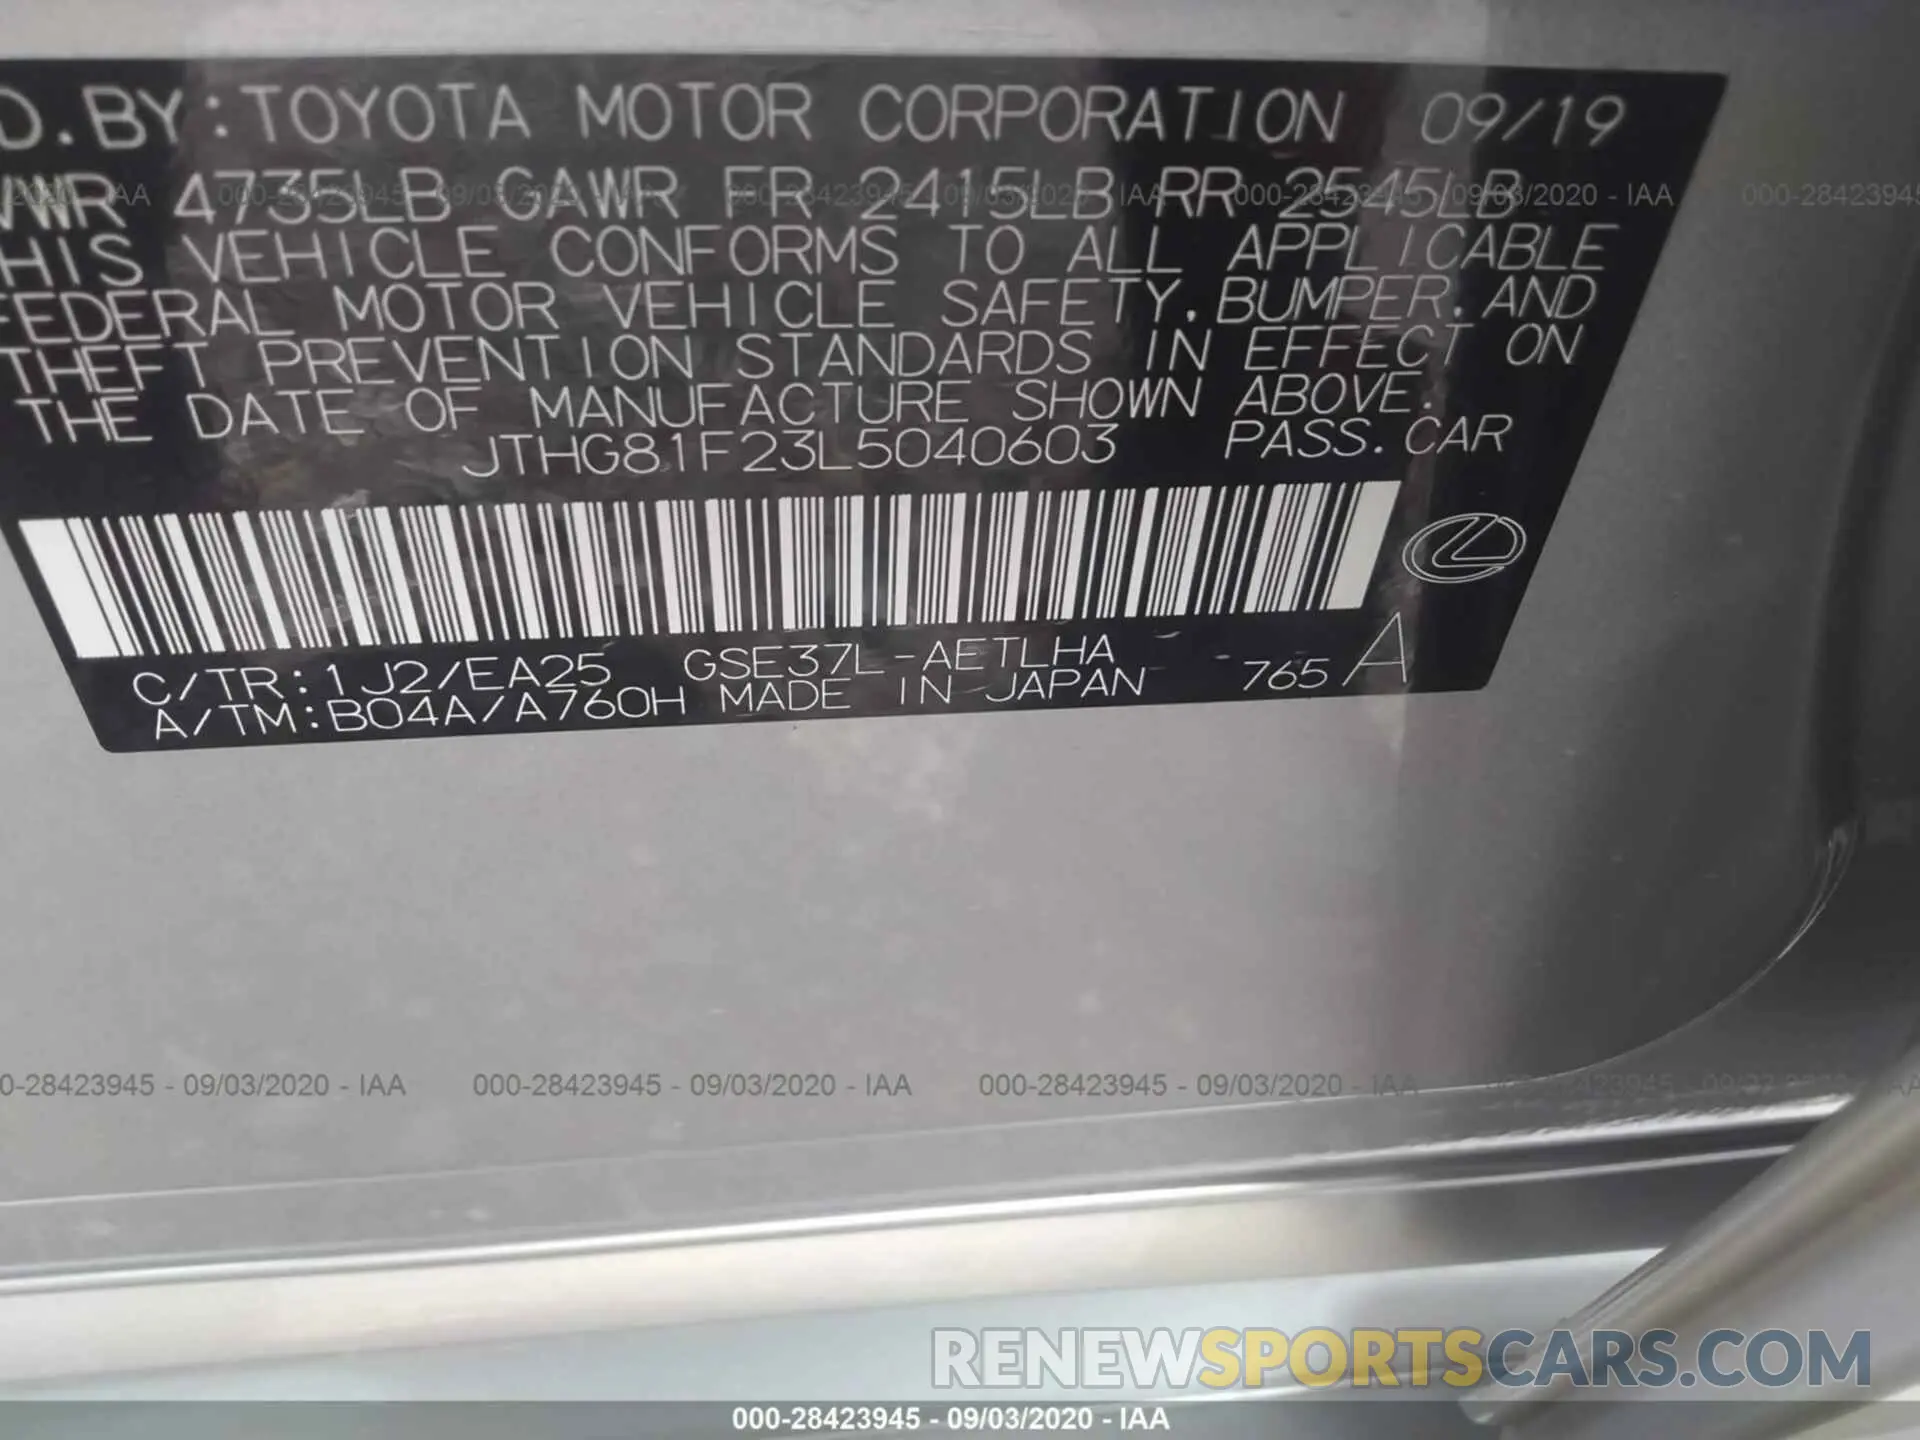 D.BY:TOYOTA MOTOR CORPORATION 09/19
VWR 4735LB GAWR FR 2415LB RR 2545LB
HIS VEHICLE CONFORMS TO ALL APPLICABLE
FEDERAL MOTOR VEHICLE SAFETY,BUMPER,AND
THEFT PREVENTION STANDARDS IN EFFECT ON
THE DATE OF MANUFACTURE SHOWN ABOVE.
JTHG81F23L5040603 PASS.CAR
C/TR:1J2/EA25 GSE37L-AETLHA
A/TM:B04A/A760H MADE IN JAPAN 765 A
0-28423945 - 09/03/2020 - IAA 000-28423945 - 09/03/2020 - IAA 000-28423945 - 09/03/2020 - IAA
RENEWSPORTSCARS.COM
000-28423945 - 09/03/2020 - IAA